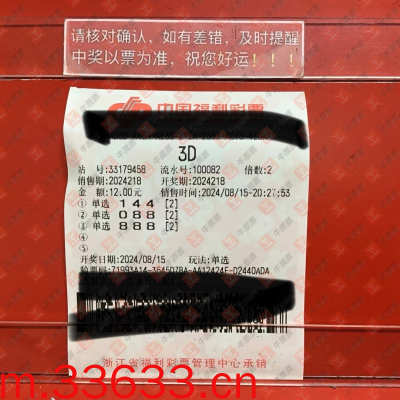 请核对确认，如有差错，及时提醒
中奖以票为准，祝您好运！！！
中国福利彩票
3D
站 号:33179458 流水号:100082 倍数:2
销售期:2024218 开奖期:2024218
金 额:12.00元 销售时间:2024/08/15-20:27:53
① 单选 1 4 4 [2]
② 单选 0 8 8 [2]
③ 单选 8 8 8 [2]
④
⑤
开奖日期:2024/08/15 玩法:单选
浙江省福利彩票管理中心承销
m.33633.cn